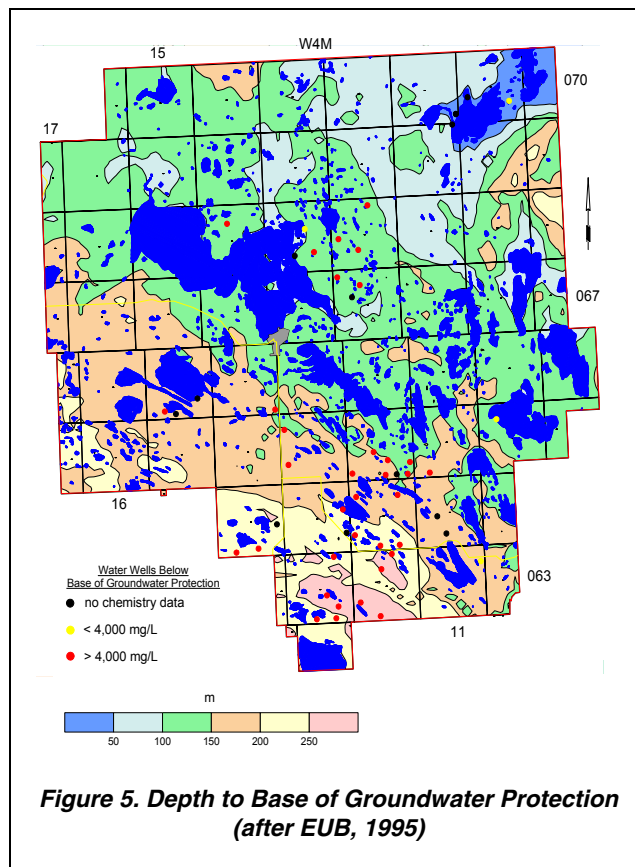 W4M
15
070
17
067
16
063
11
Water Wells Below
Base of Groundwater Protection
no chemistry data
< 4,000 mg/L
> 4,000 mg/L
m
50 100 150 200 250
Figure 5. Depth to Base of Groundwater Protection
(after EUB, 1995)